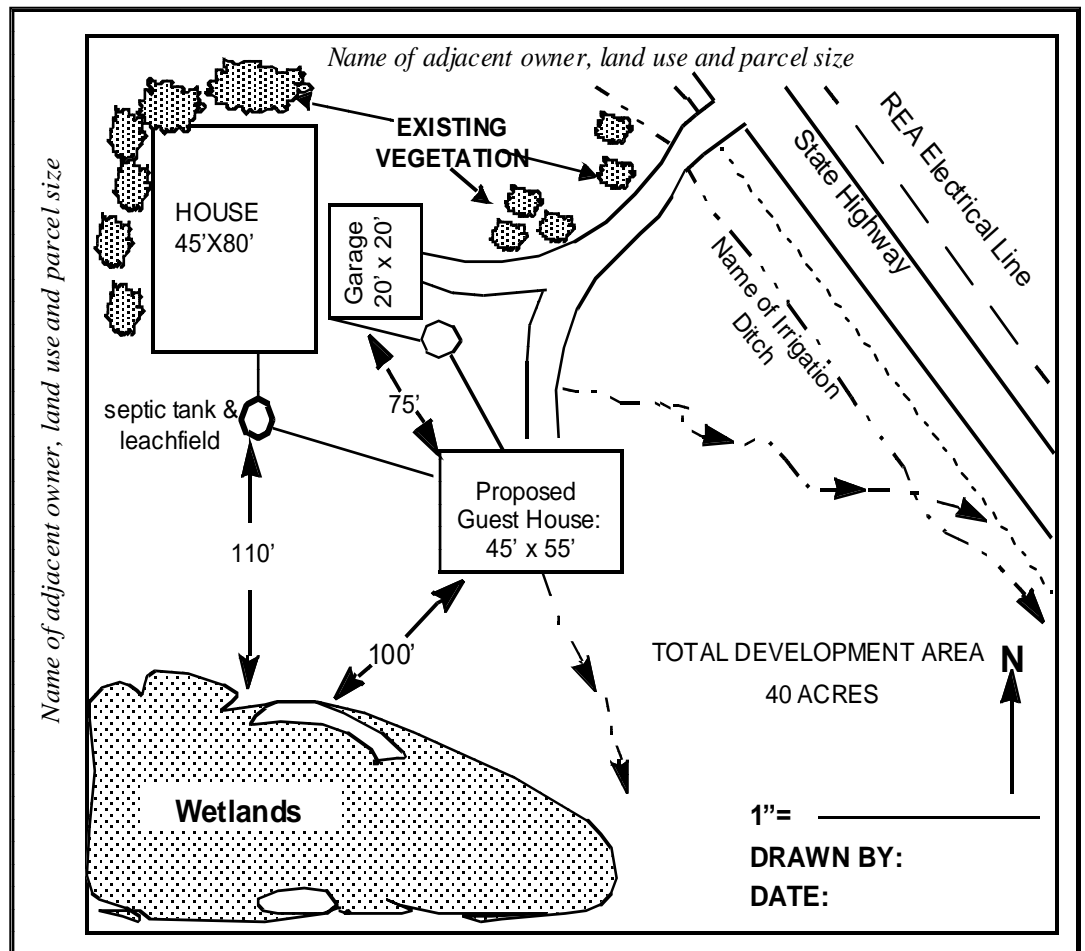 Name of adjacent owner, land use and parcel size
Name of adjacent owner, land use and parcel size
EXISTING
VEGETATION
HOUSE
45’X80’
Garage
20’ x 20’
State Highway
REA Electrical Line
Name of Irrigation
Ditch
75’
septic tank &
leachfield
Proposed
Guest House:
45’ x 55’
110’
100’
TOTAL DEVELOPMENT AREA
40 ACRES
N
Wetlands
1”=
DRAWN BY:
DATE: